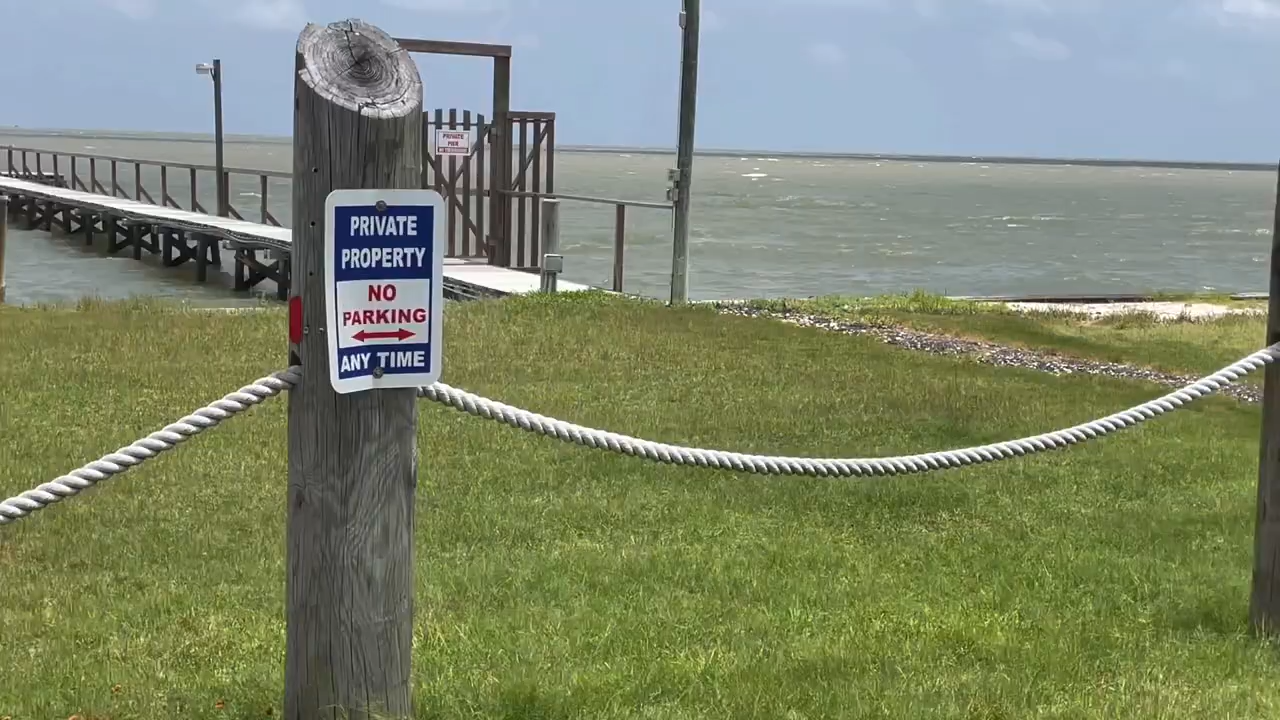 PRIVATE
PROPERTY
NO
PARKING
ANY TIME
PRIVATE
PIER